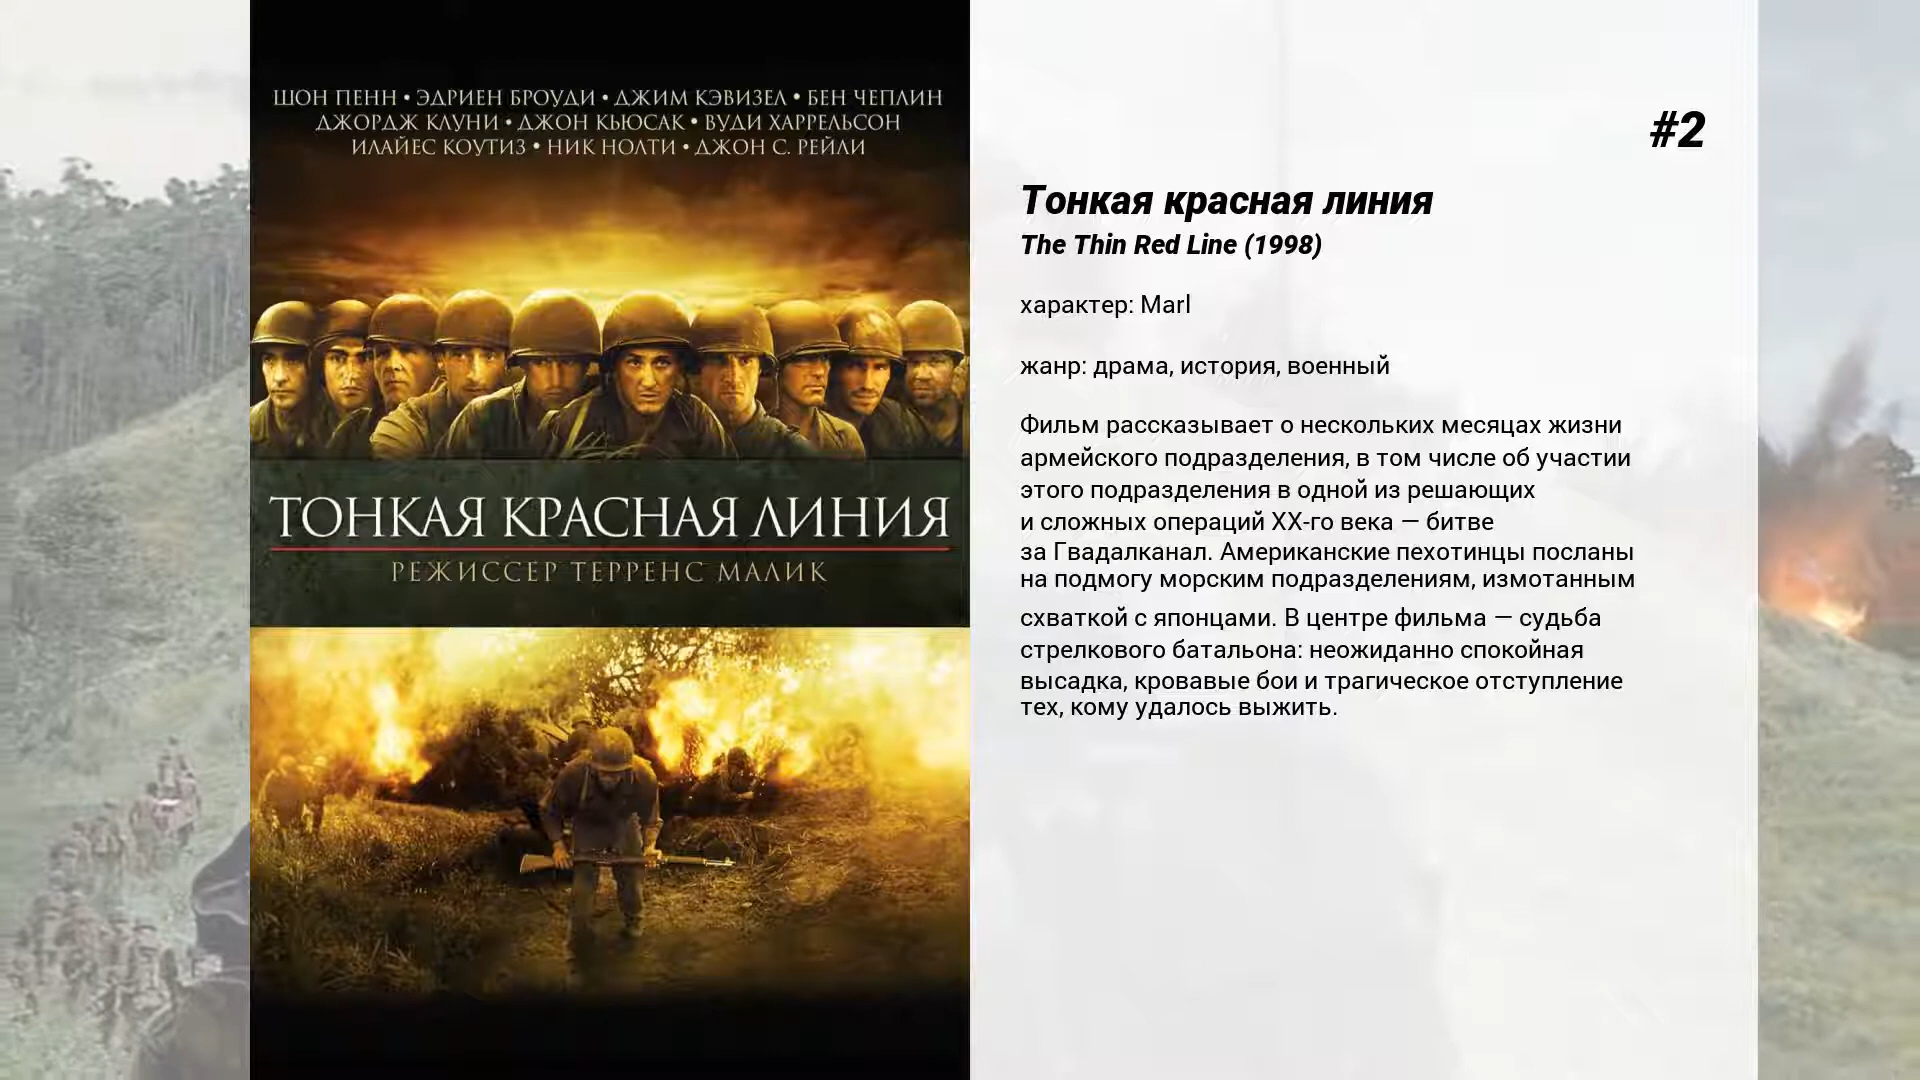 ШОН ПЕНН • ЭДРИЕН БРОУДИ • ДЖИМ КЭВИЗЕЛ • БЕН ЧЕПЛИН
ДЖОРДЖ КЛУНИ • ДЖОН КЬЮСАК • ВУДИ ХАРРЕЛЬСОН
ИЛАЙЕС КОУТИЗ • НИК НОЛТИ • ДЖОН С. РЕЙЛИ
ТОНКАЯ КРАСНАЯ ЛИНИЯ
РЕЖИССЕР ТЕРРЕНС МАЛИК
#2
Тонкая красная линия
The Thin Red Line (1998)
характер: Marl
жанр: драма, история, военный
Фильм рассказывает о нескольких месяцах жизни
армейского подразделения, в том числе об участии
этого подразделения в одной из решающих
и сложных операций XX-го века — битве
за Гвадалканал. Американские пехотинцы посланы
на подмогу морским подразделениям, измотанным
схваткой с японцами. В центре фильма — судьба
стрелкового батальона: неожиданно спокойная
высадка, кровавые бои и трагическое отступление
тех, кому удалось выжить.